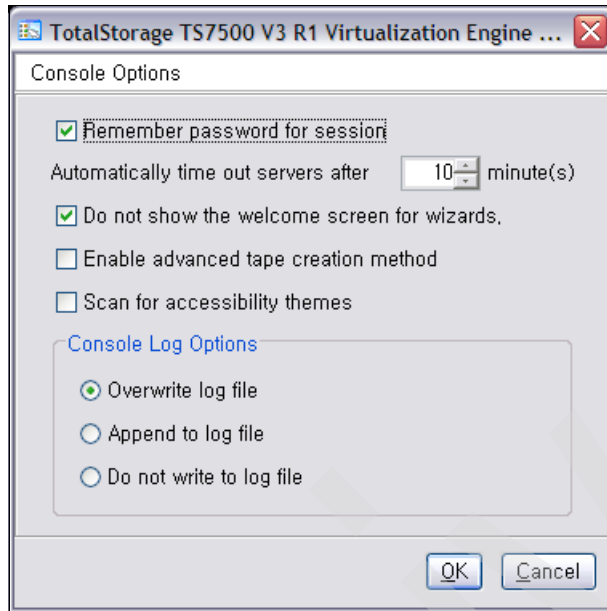 TotalStorage TS7500 V3 R1 Virtualization Engine ...
Console Options
Remember password for session
Automatically time out servers after 10 minute(s)
Do not show the welcome screen for wizards.
Enable advanced tape creation method
Scan for accessibility themes
Console Log Options
Overwrite log file
Append to log file
Do not write to log file
OK Cancel